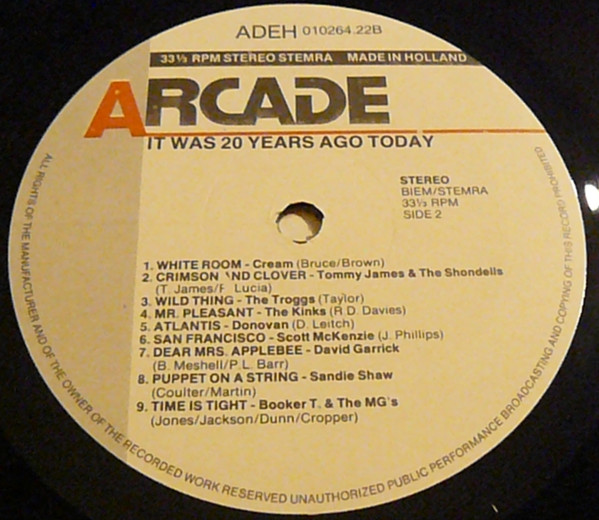 ADEH 010264.22B
33⅓ RPM STEREO STEMRA MADE IN HOLLAND
ARCADE
IT WAS 20 YEARS AGO TODAY
STEREO
BIEM/STEMRA
33⅓ RPM
SIDE 2
1. WHITE ROOM - Cream (Bruce/Brown)
2. CRIMSON AND CLOVER - Tommy James & The Shondells
(T. James/P. Lucia)
3. WILD THING - The Troggs (Taylor)
4. MR. PLEASANT - The Kinks (R.D. Davies)
5. ATLANTIS - Donovan (D. Leitch)
6. SAN FRANCISCO - Scott McKenzie (J. Phillips)
7. DEAR MRS. APPLEBEE - David Garrick
(B. Meshell/P.L. Barr)
8. PUPPET ON A STRING - Sandie Shaw
(Coulter/Martin)
9. TIME IS TIGHT - Booker T. & The MG's
(Jones/Jackson/Dunn/Cropper)
ALL RIGHTS OF THE MANUFACTURER AND OF THE OWNER OF THE RECORDED WORK RESERVED UNAUTHORIZED PUBLIC PERFORMANCE BROADCASTING AND COPYING OF THIS RECORD PROHIBITED